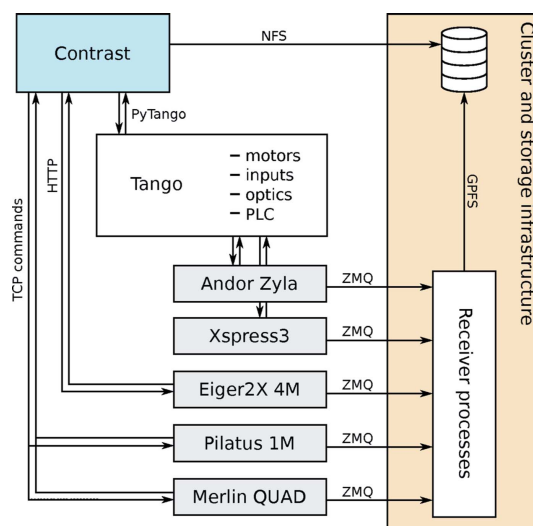 Contrast
NFS
Cluster and storage infrastructure
PyTango
HTTP
TCP commands
Tango
– motors
– inputs
– optics
– PLC
GPFS
Andor Zyla
ZMQ
Xspress3
ZMQ
Receiver processes
Eiger2X 4M
ZMQ
Pilatus 1M
ZMQ
Merlin QUAD
ZMQ